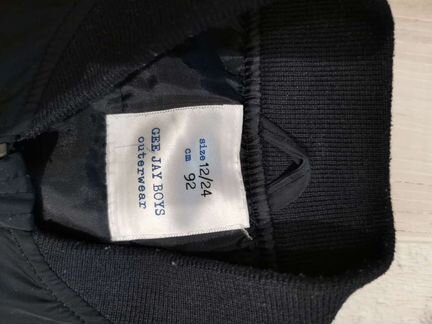 GEE JAY BOYS
outerwear
size 12/24
cm 92